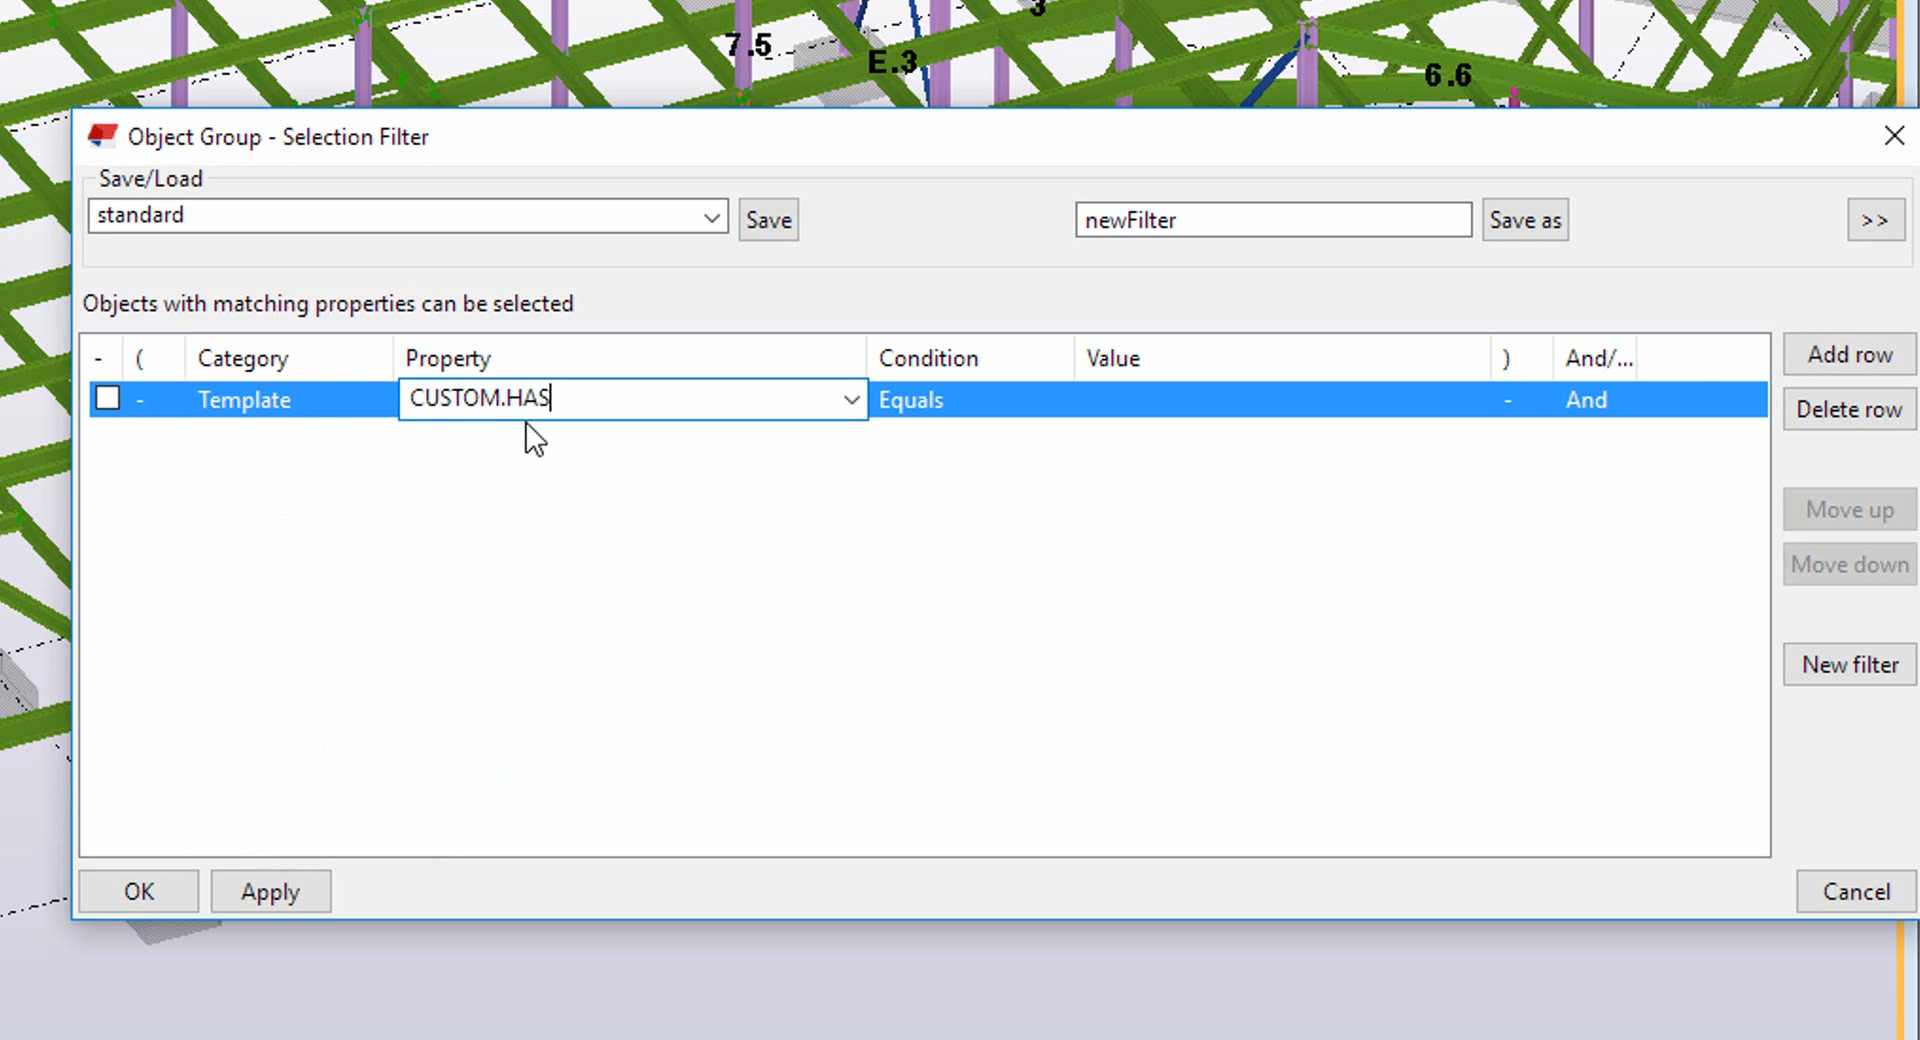 3
7.5
E.3
6.6
Object Group - Selection Filter
Save/Load
standard
Save
newFilter
Save as
>>
Objects with matching properties can be selected
- ( Category Property Condition Value ) And/...
- Template CUSTOM.HAS Equals - And
Add row
Delete row
Move up
Move down
New filter
OK
Apply
Cancel